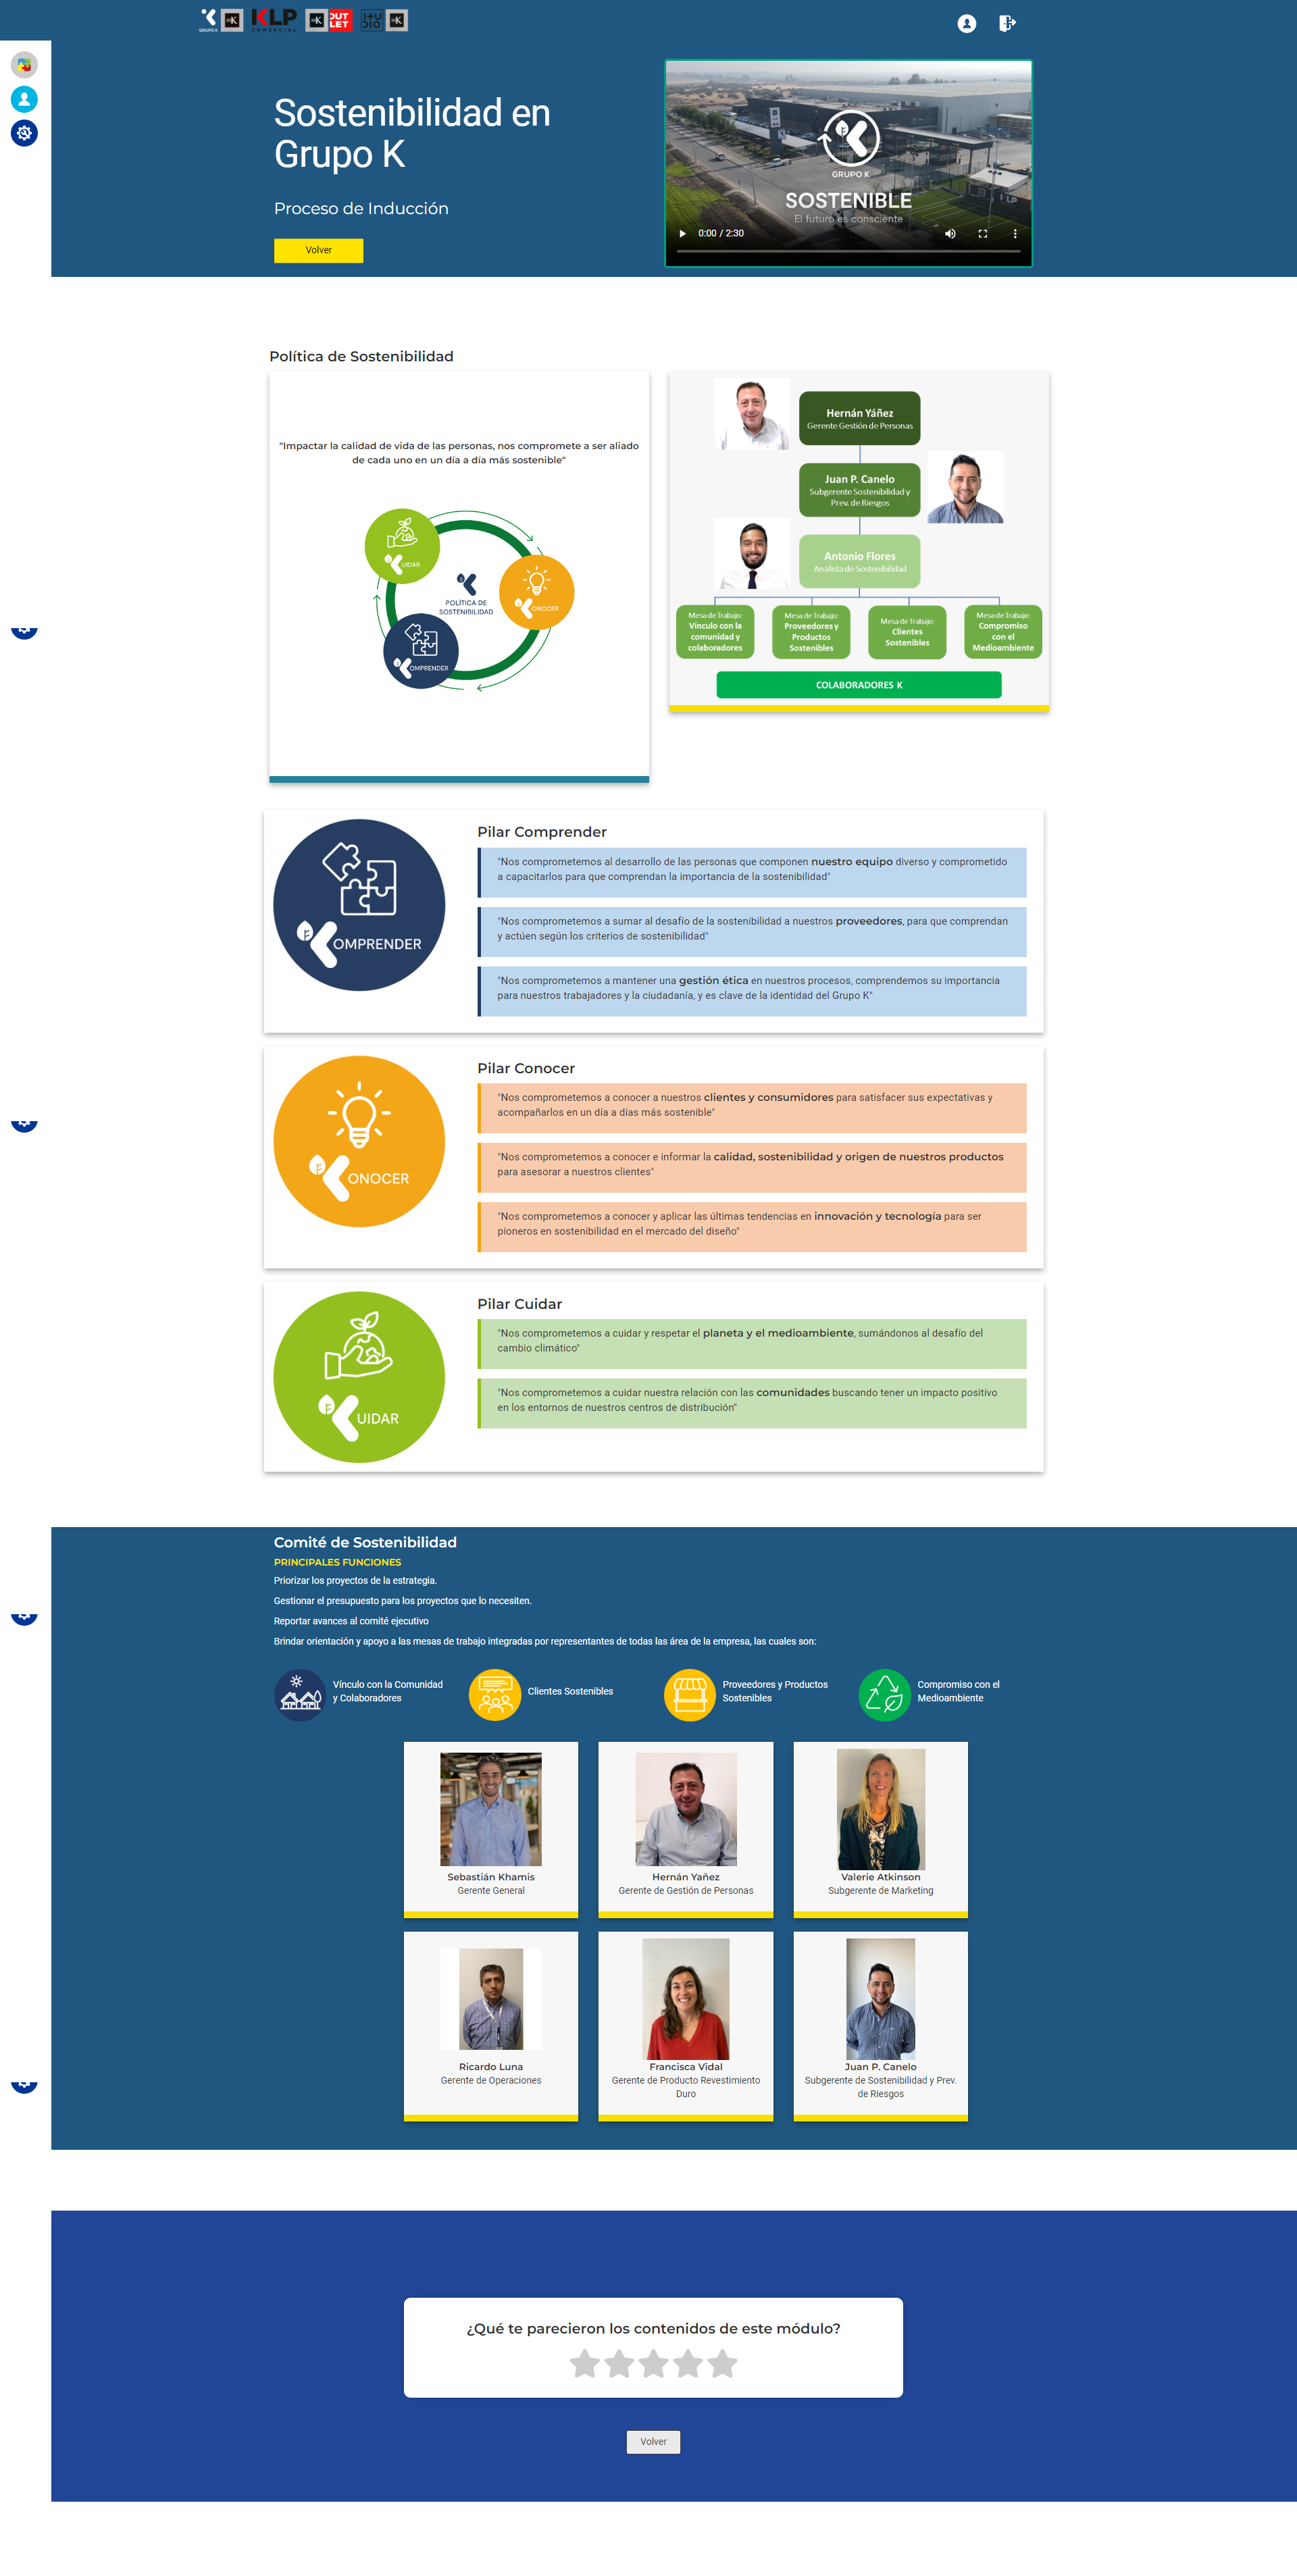 GRUPO K
dK
KLP
COMERCIAL
dK
OUT
LET
STUDIO
dK
Sostenibilidad en
Grupo K
Proceso de Inducción
Volver
GRUPO K
SOSTENIBLE
El futuro es consciente
0:00 / 2:30
Política de Sostenibilidad
"Impactar la calidad de vida de las personas, nos compromete a ser aliado
de cada uno en un día a día más sostenible"
KUIDAR
KONOCER
POLÍTICA DE
SOSTENIBILIDAD
KOMPRENDER
Hernán Yáñez
Gerente Gestión de Personas
Juan P. Canelo
Subgerente Sostenibilidad y
Prev. de Riesgos
Antonio Flores
Analista de Sostenibilidad
Mesa de Trabajo:
Vínculo con la
comunidad y
colaboradores
Mesa de Trabajo:
Proveedores y
Productos
Sostenibles
Mesa de Trabajo:
Clientes
Sostenibles
Mesa de Trabajo:
Compromiso
con el
Medioambiente
COLABORADORES K
KOMPRENDER
Pilar Comprender
"Nos comprometemos al desarrollo de las personas que componen nuestro equipo diverso y comprometido
a capacitarlos para que comprendan la importancia de la sostenibilidad"
"Nos comprometemos a sumar al desafío de la sostenibilidad a nuestros proveedores, para que comprendan
y actúen según los criterios de sostenibilidad"
"Nos comprometemos a mantener una gestión ética en nuestros procesos, comprendemos su importancia
para nuestros trabajadores y la ciudadanía, y es clave de la identidad del Grupo K"
KONOCER
Pilar Conocer
"Nos comprometemos a conocer a nuestros clientes y consumidores para satisfacer sus expectativas y
acompañarlos en un día a días más sostenible"
"Nos comprometemos a conocer e informar la calidad, sostenibilidad y origen de nuestros productos
para asesorar a nuestros clientes"
"Nos comprometemos a conocer y aplicar las últimas tendencias en innovación y tecnología para ser
pioneros en sostenibilidad en el mercado del diseño"
KUIDAR
Pilar Cuidar
"Nos comprometemos a cuidar y respetar el planeta y el medioambiente, sumándonos al desafío del
cambio climático"
"Nos comprometemos a cuidar nuestra relación con las comunidades buscando tener un impacto positivo
en los entornos de nuestros centros de distribución"
Comité de Sostenibilidad
PRINCIPALES FUNCIONES
Priorizar los proyectos de la estrategia.
Gestionar el presupuesto para los proyectos que lo necesiten.
Reportar avances al comité ejecutivo
Brindar orientación y apoyo a las mesas de trabajo integradas por representantes de todas las área de la empresa, las cuales son:
Vínculo con la Comunidad
y Colaboradores
Clientes Sostenibles
Proveedores y Productos
Sostenibles
Compromiso con el
Medioambiente
Sebastián Khamis
Gerente General
Hernán Yañez
Gerente de Gestión de Personas
Valerie Atkinson
Subgerente de Marketing
Ricardo Luna
Gerente de Operaciones
Francisca Vidal
Gerente de Producto Revestimiento
Duro
Juan P. Canelo
Subgerente de Sostenibilidad y Prev.
de Riesgos
¿Qué te parecieron los contenidos de este módulo?
Volver